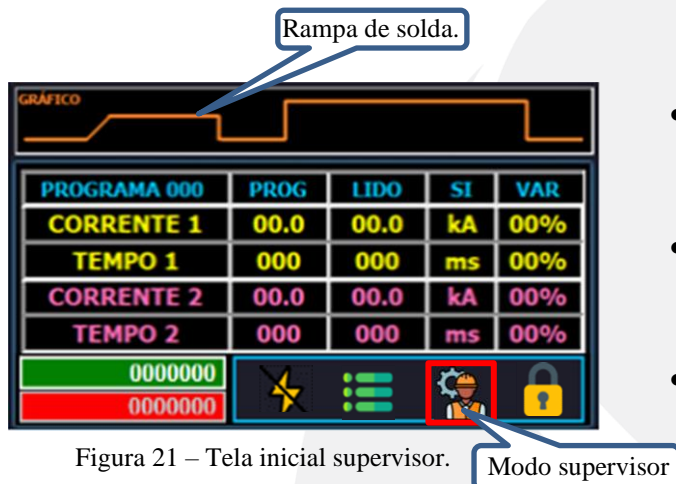 Rampa de solda.
GRÁFICO
PROGRAMA 000 PROG LIDO SI VAR
CORRENTE 1 00.0 00.0 kA 00%
TEMPO 1 000 000 ms 00%
CORRENTE 2 00.0 00.0 kA 00%
TEMPO 2 000 000 ms 00%
0000000
0000000
Figura 21 – Tela inicial supervisor.
Modo supervisor